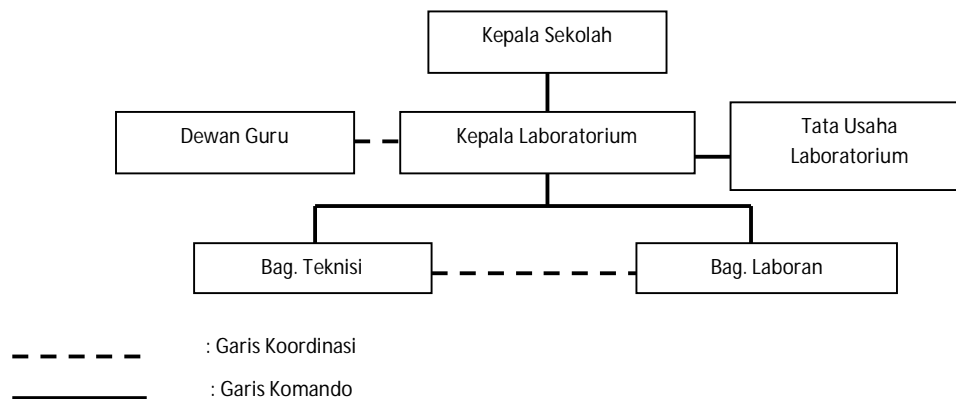 Kepala Sekolah
Dewan Guru
Kepala Laboratorium
Tata Usaha
Laboratorium
Bag. Teknisi
Bag. Laboran
: Garis Koordinasi
: Garis Komando